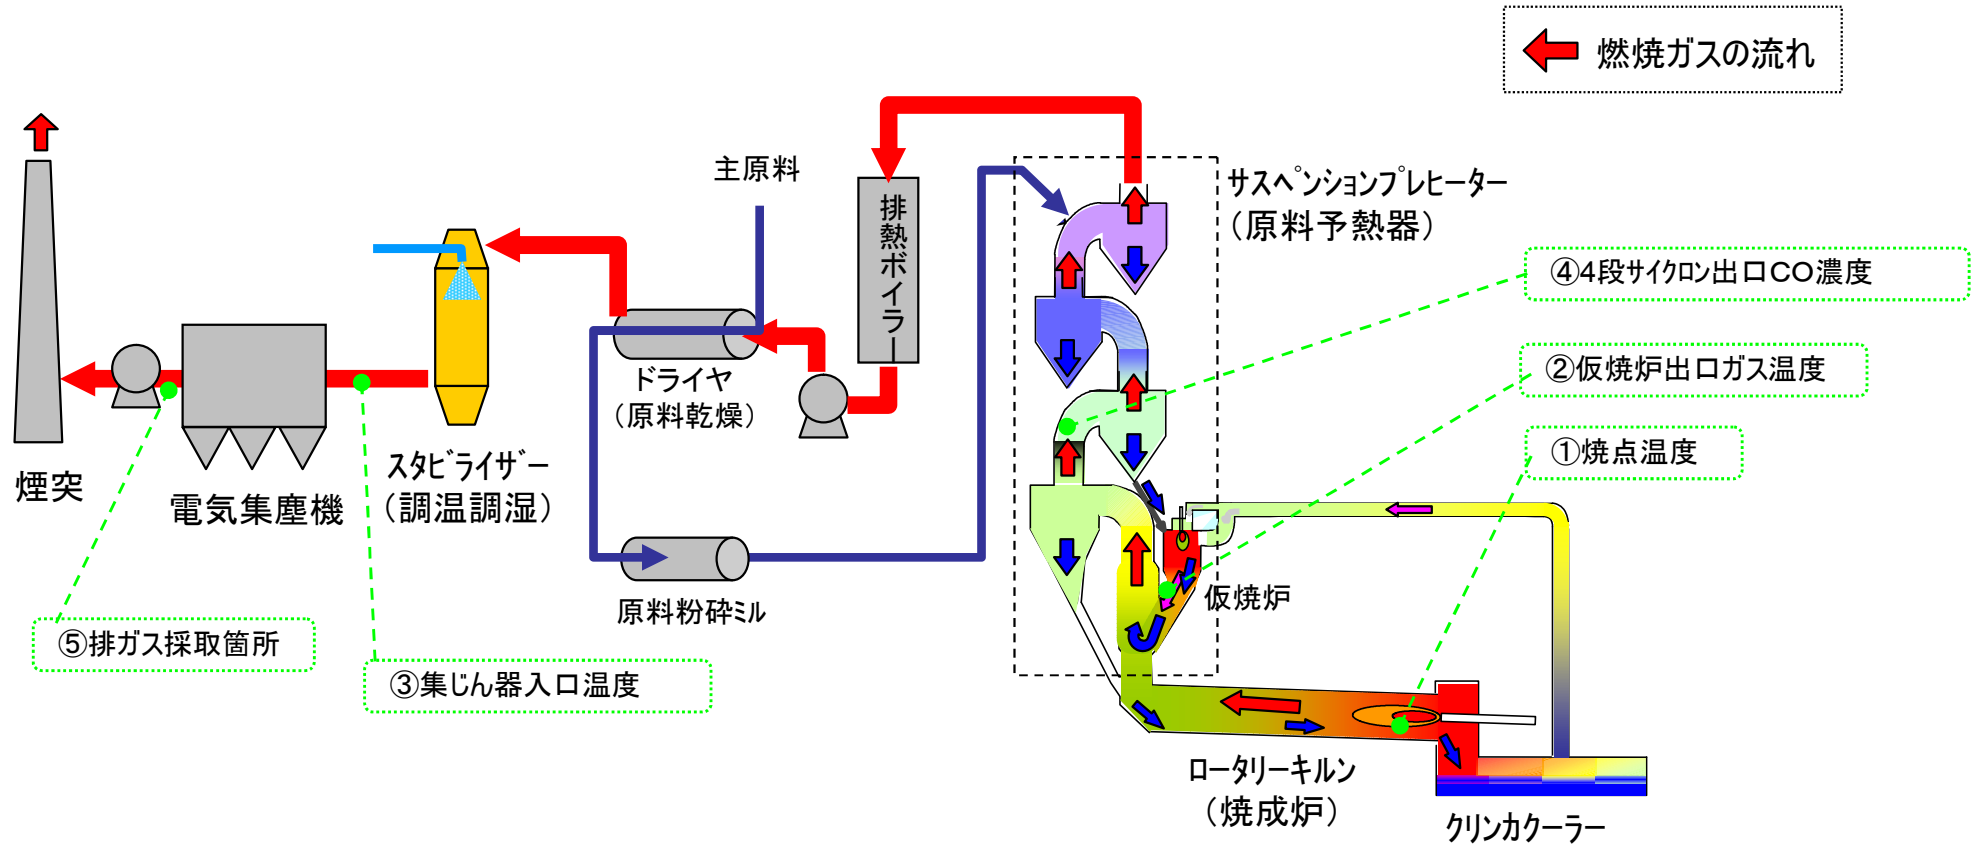 燃焼ガスの流れ
主原料
排熱ボイラー
サスペンションプレヒーター
（原料予熱器）
④4段サイクロン出口CO濃度
②仮焼炉出口ガス温度
①焼点温度
ドライヤ
（原料乾燥）
スタビライザー
（調温調湿）
煙突
電気集塵機
原料粉砕ミル
仮焼炉
⑤排ガス採取箇所
③集じん器入口温度
ロータリーキルン
（焼成炉）
クリンカクーラー